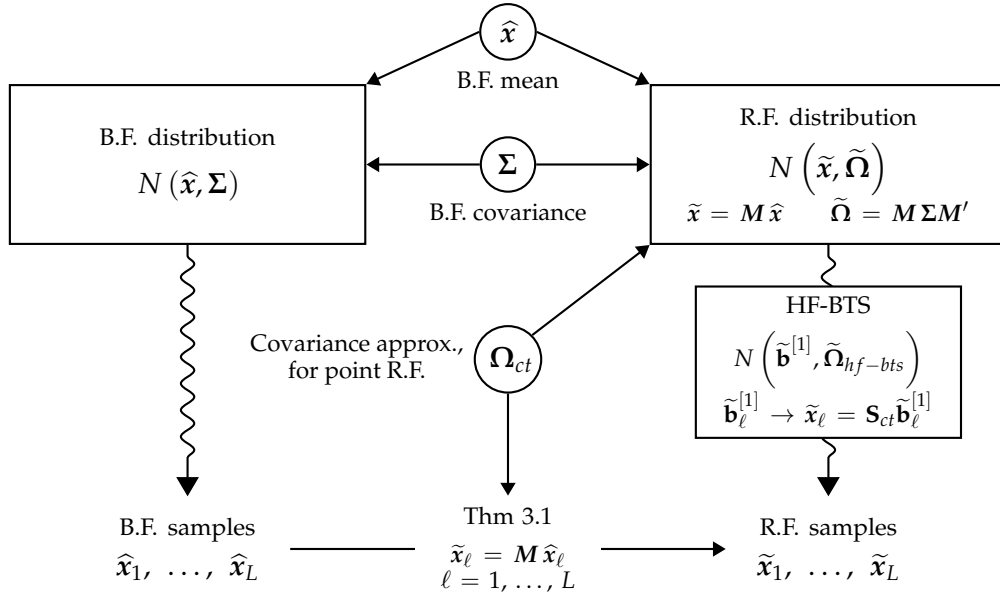 x̂
B.F. mean
B.F. distribution
N (x̂, Σ)
Σ
B.F. covariance
R.F. distribution
N (x̃, Ω̃)
x̃ = M x̂   Ω̃ = M Σ M′
Covariance approx.,
for point R.F.
Ω_ct
HF-BTS
N (b̃^[1], Ω̃_hf−bts)
b̃_ℓ^[1] → x̃_ℓ = S_ct b̃_ℓ^[1]
B.F. samples
x̂_1, …, x̂_L
Thm 3.1
x̃_ℓ = M x̂_ℓ
ℓ = 1, …, L
R.F. samples
x̃_1, …, x̃_L